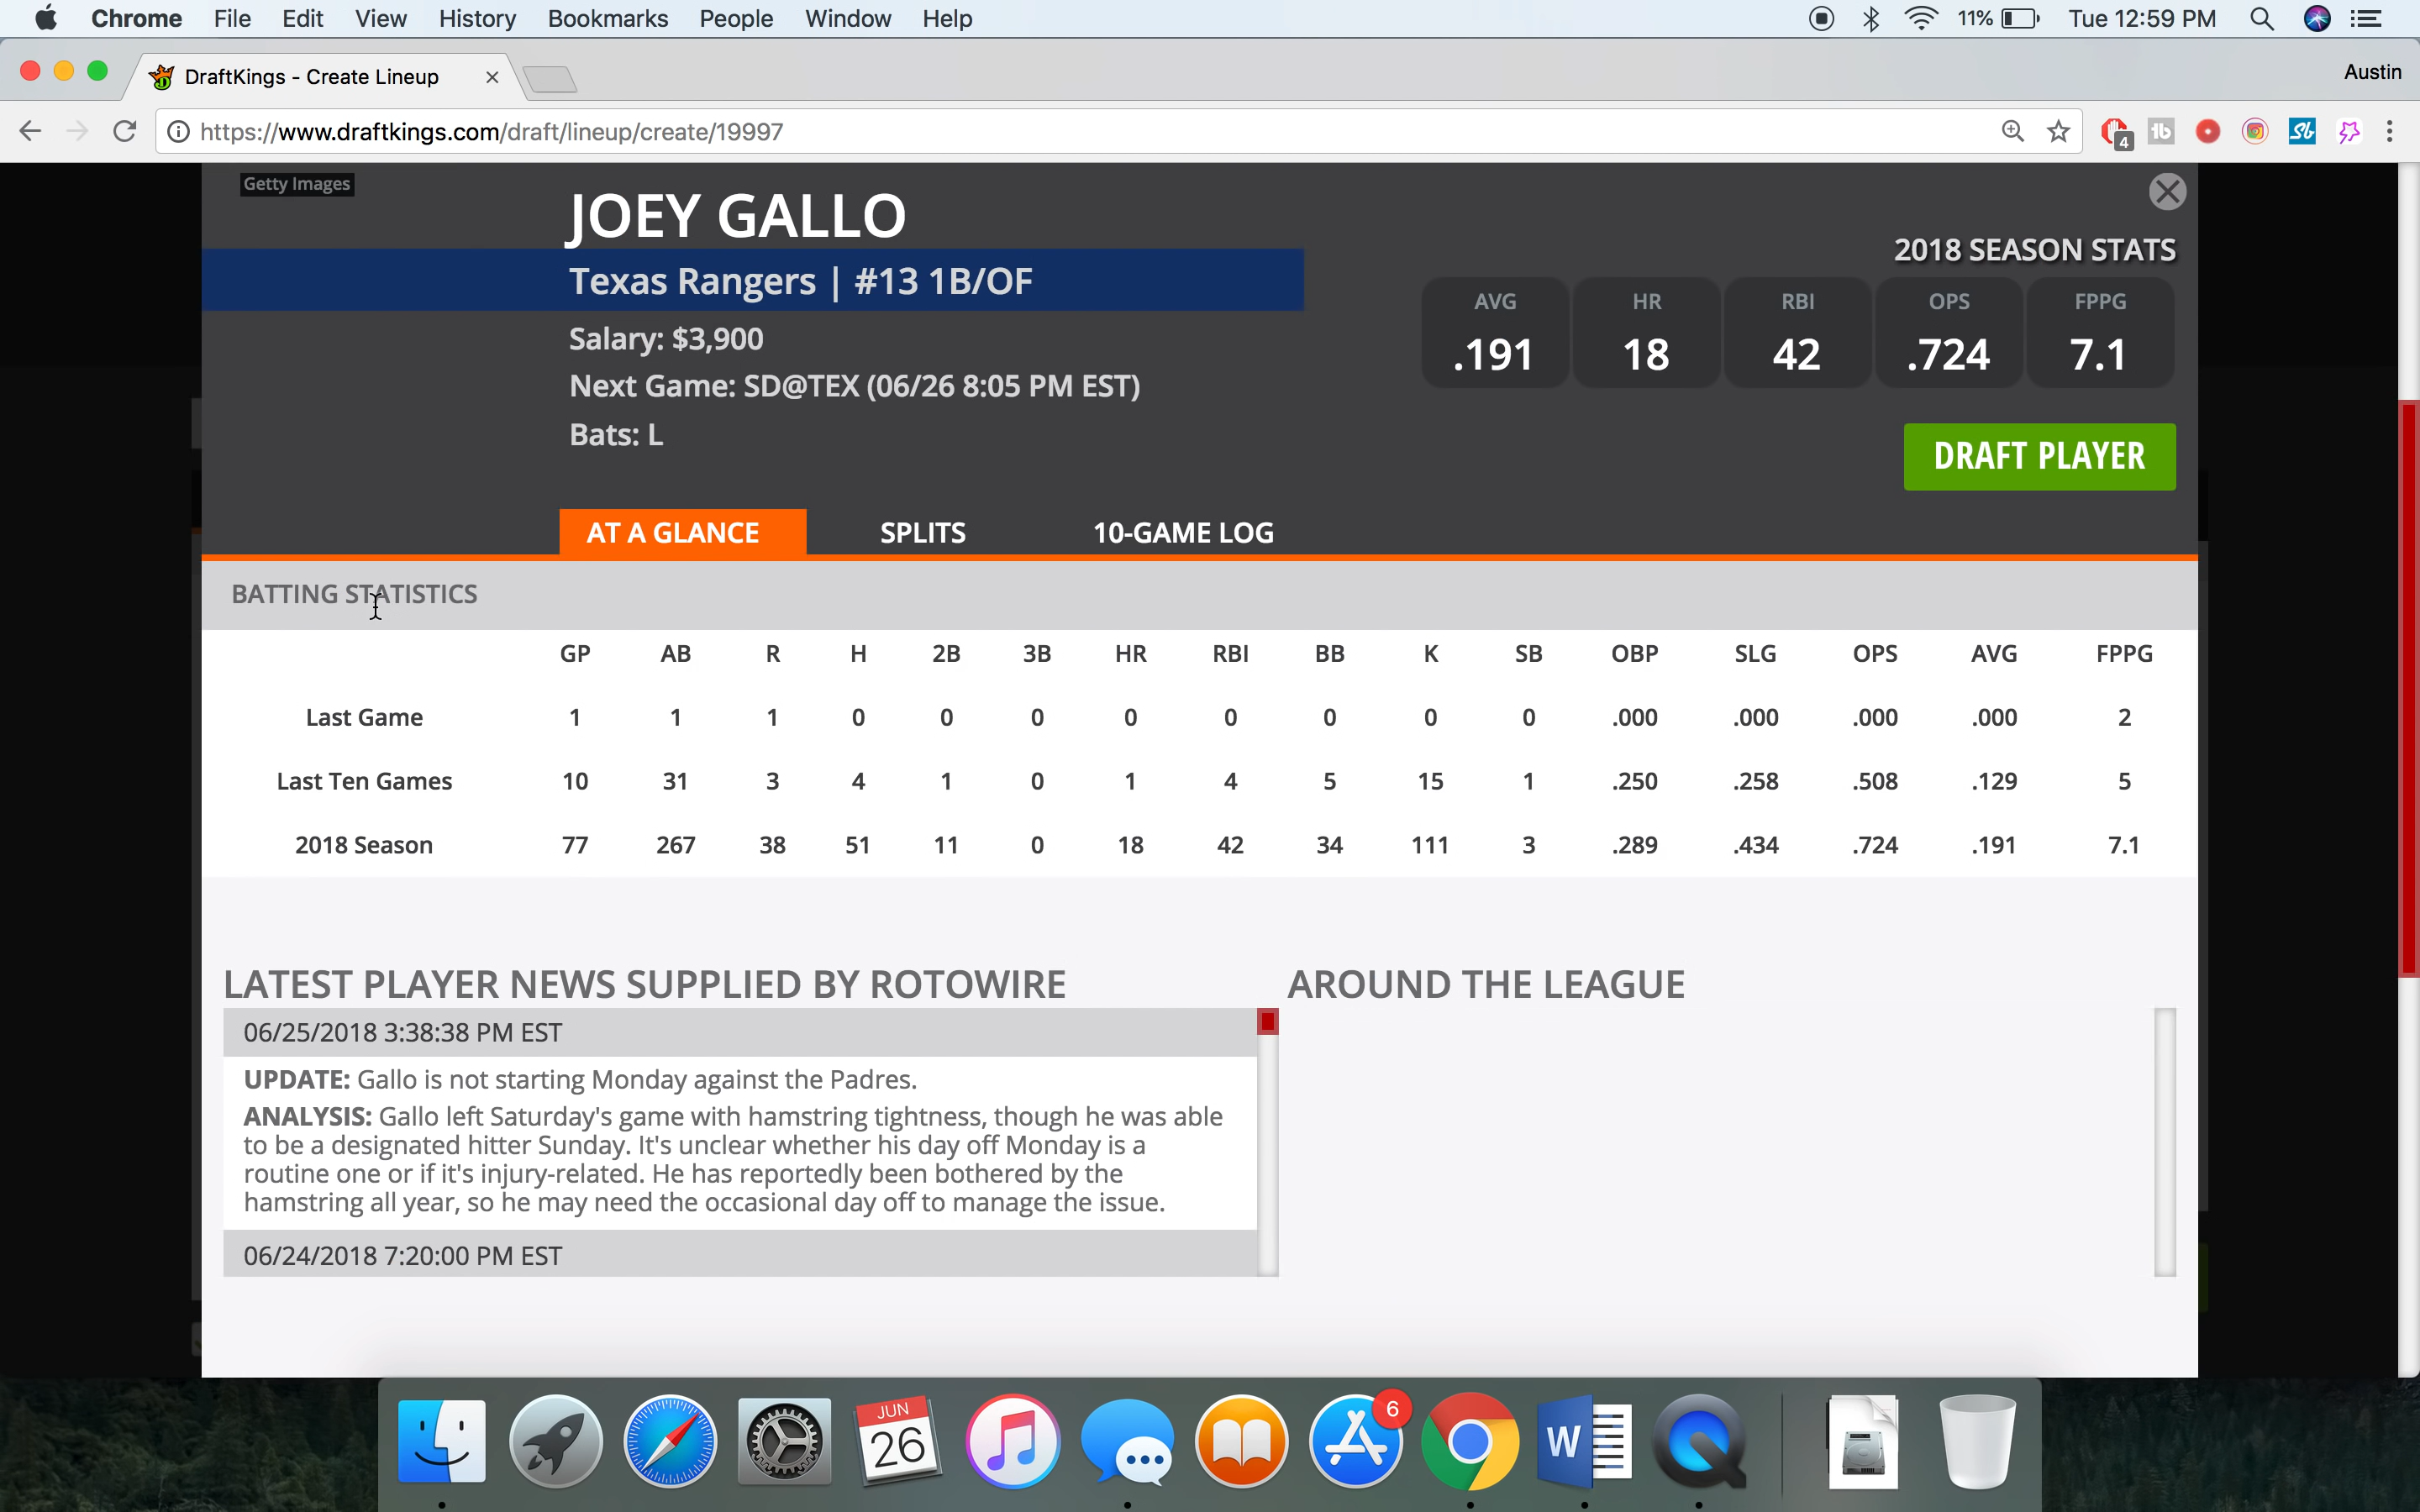 Chrome File Edit View History Bookmarks People Window Help 11% Tue 12:59 PM
DraftKings - Create Lineup Austin
https://www.draftkings.com/draft/lineup/create/19997 4 tb Sb
Getty Images
JOEY GALLO
Texas Rangers | #13 1B/OF
Salary: $3,900
Next Game: SD@TEX (06/26 8:05 PM EST)
Bats: L
2018 SEASON STATS
AVG HR RBI OPS FPPG
.191 18 42 .724 7.1
DRAFT PLAYER
AT A GLANCE SPLITS 10-GAME LOG
BATTING STATISTICS
GP AB R H 2B 3B HR RBI BB K SB OBP SLG OPS AVG FPPG
Last Game 1 1 1 0 0 0 0 0 0 0 0 .000 .000 .000 .000 2
Last Ten Games 10 31 3 4 1 0 1 4 5 15 1 .250 .258 .508 .129 5
2018 Season 77 267 38 51 11 0 18 42 34 111 3 .289 .434 .724 .191 7.1
LATEST PLAYER NEWS SUPPLIED BY ROTOWIRE
06/25/2018 3:38:38 PM EST
UPDATE: Gallo is not starting Monday against the Padres.
ANALYSIS: Gallo left Saturday's game with hamstring tightness, though he was able
to be a designated hitter Sunday. It's unclear whether his day off Monday is a
routine one or if it's injury-related. He has reportedly been bothered by the
hamstring all year, so he may need the occasional day off to manage the issue.
06/24/2018 7:20:00 PM EST
AROUND THE LEAGUE
JUN
26
6
W